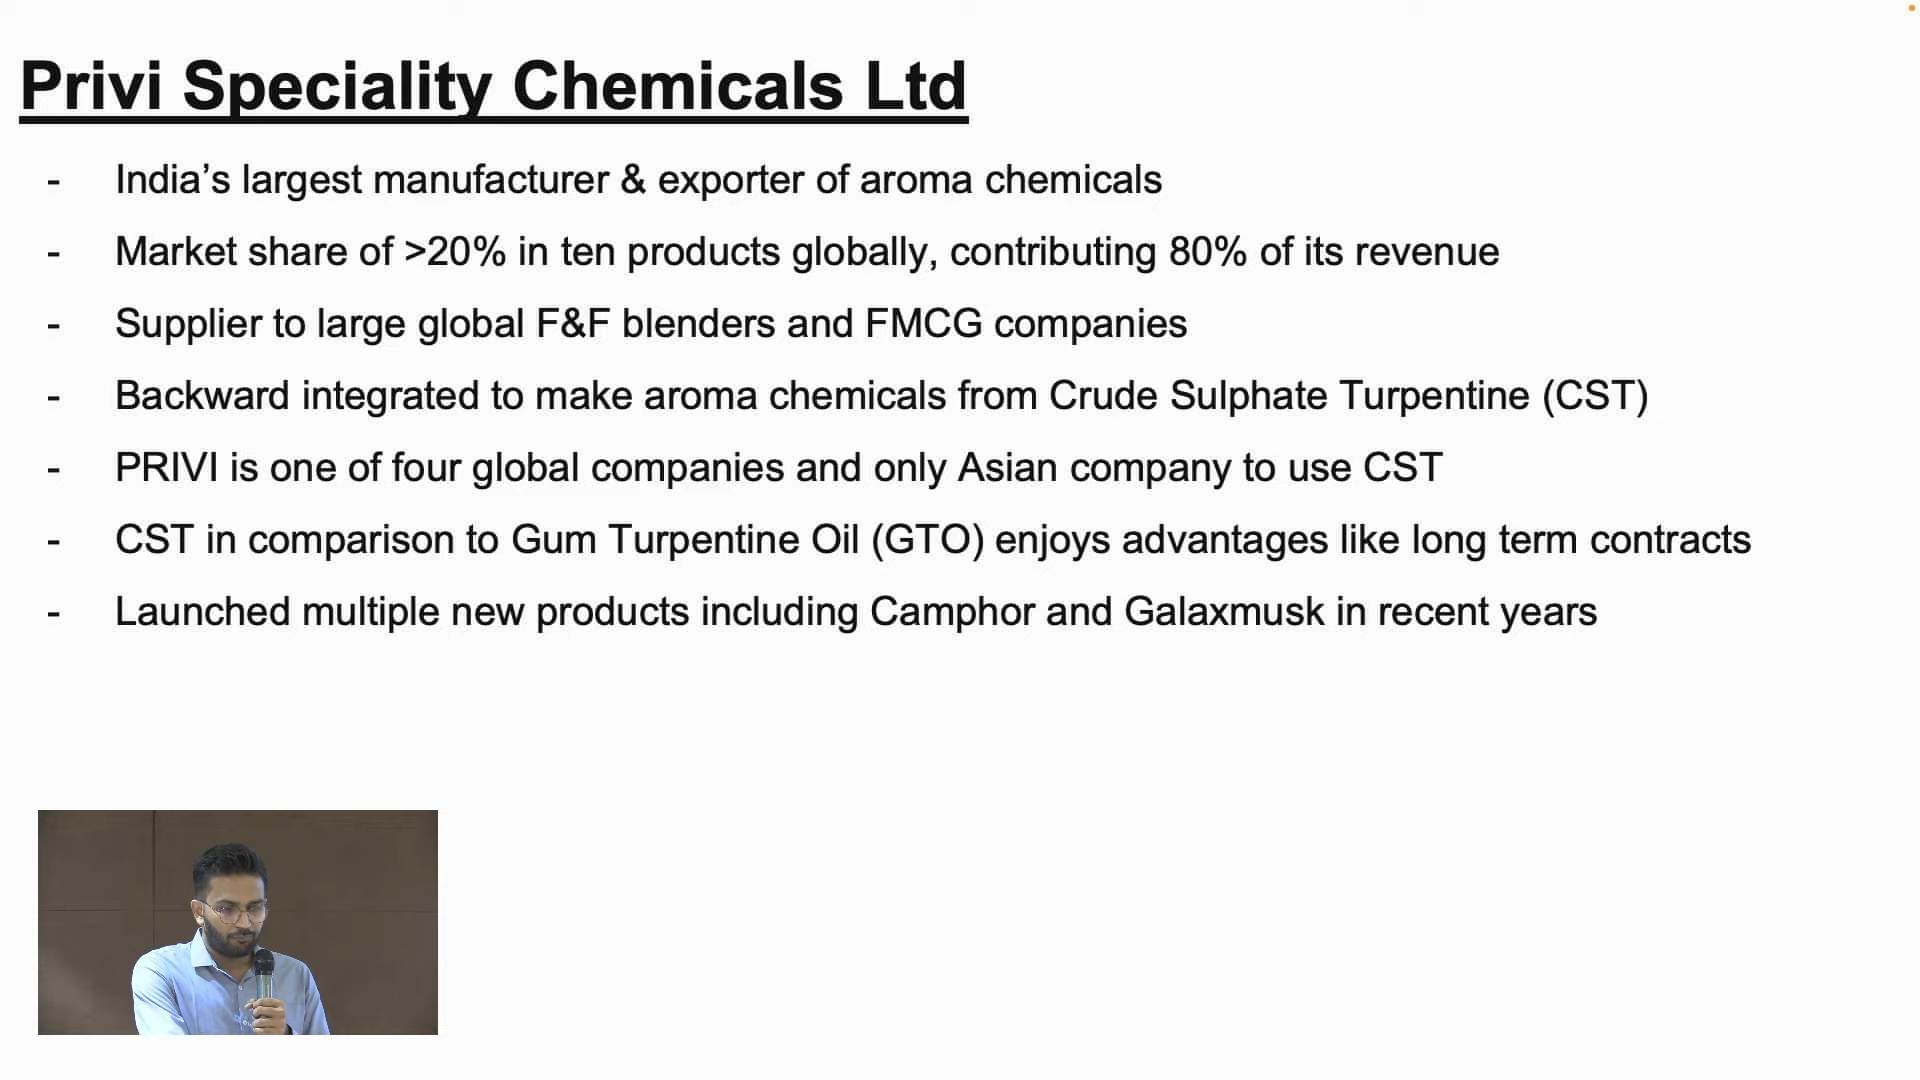 Privi Speciality Chemicals Ltd
- India’s largest manufacturer & exporter of aroma chemicals
- Market share of >20% in ten products globally, contributing 80% of its revenue
- Supplier to large global F&F blenders and FMCG companies
- Backward integrated to make aroma chemicals from Crude Sulphate Turpentine (CST)
- PRIVI is one of four global companies and only Asian company to use CST
- CST in comparison to Gum Turpentine Oil (GTO) enjoys advantages like long term contracts
- Launched multiple new products including Camphor and Galaxmusk in recent years